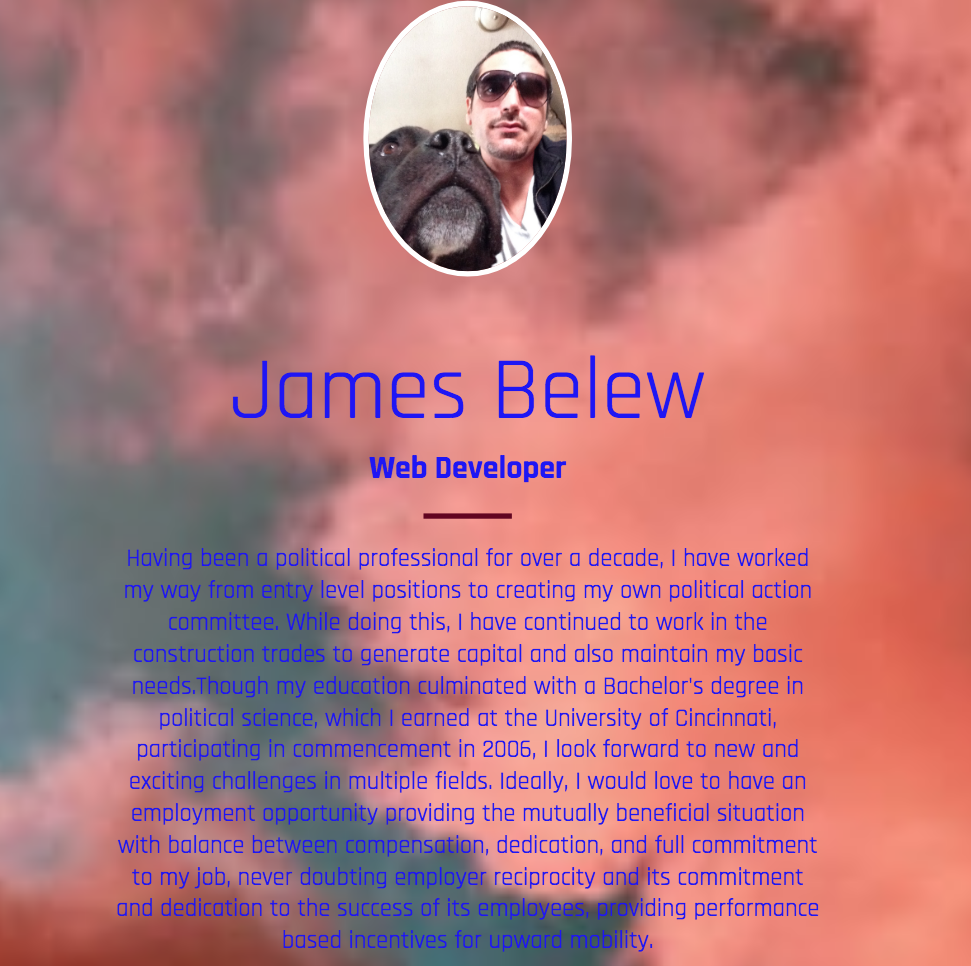 James Belew
Web Developer
Having been a political professional for over a decade, I have worked
my way from entry level positions to creating my own political action
committee. While doing this, I have continued to work in the
construction trades to generate capital and also maintain my basic
needs.Though my education culminated with a Bachelor's degree in
political science, which I earned at the University of Cincinnati,
participating in commencement in 2006, I look forward to new and
exciting challenges in multiple fields. Ideally, I would love to have an
employment opportunity providing the mutually beneficial situation
with balance between compensation, dedication, and full commitment
to my job, never doubting employer reciprocity and its commitment
and dedication to the success of its employees, providing performance
based incentives for upward mobility.